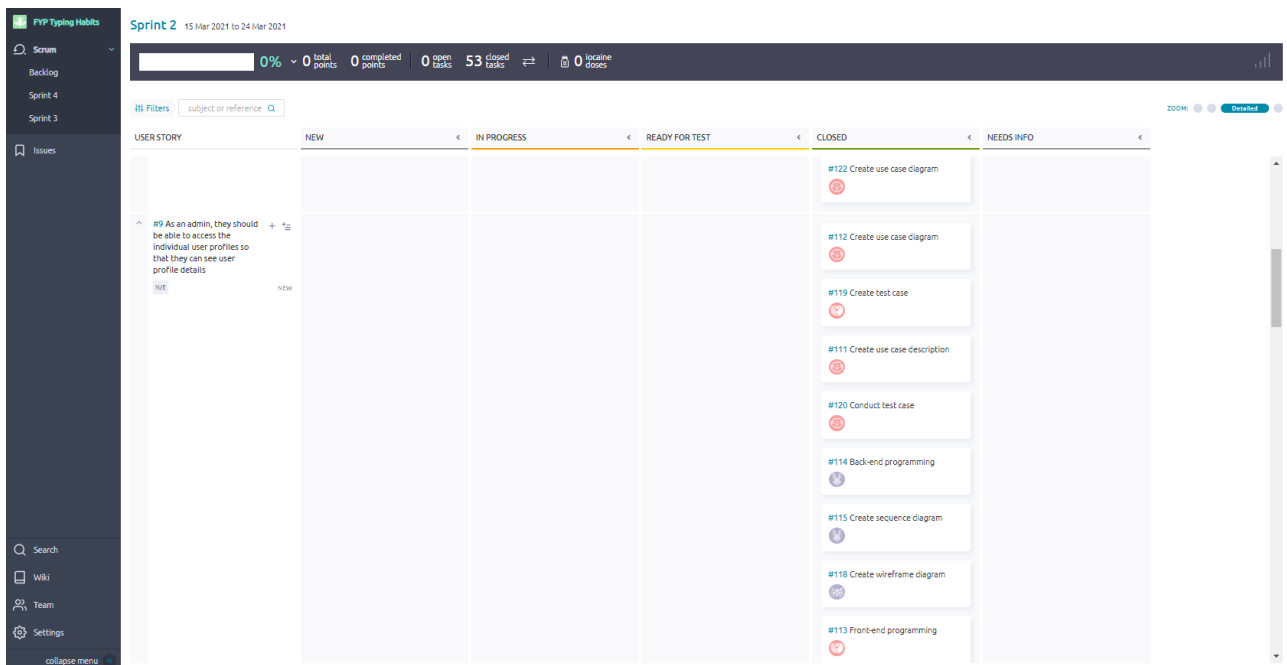 FYP Typing Habits
Scrum
Backlog
Sprint 4
Sprint 3
Issues
Search
Wiki
Team
Settings
collapse menu
Sprint 2 15 Mar 2021 to 24 Mar 2021
0% 0 total points 0 completed points 0 open tasks 53 closed tasks 0 iocaine doses
Filters subject or reference ZOOM: Detailed
USER STORY NEW IN PROGRESS READY FOR TEST CLOSED NEEDS INFO
#122 Create use case diagram
#9 As an admin, they should
be able to access the
individual user profiles so
that they can see user
profile details
N/E NEW
#112 Create use case diagram
#119 Create test case
#111 Create use case description
#120 Conduct test case
#114 Back-end programming
#115 Create sequence diagram
#118 Create wireframe diagram
#113 Front-end programming